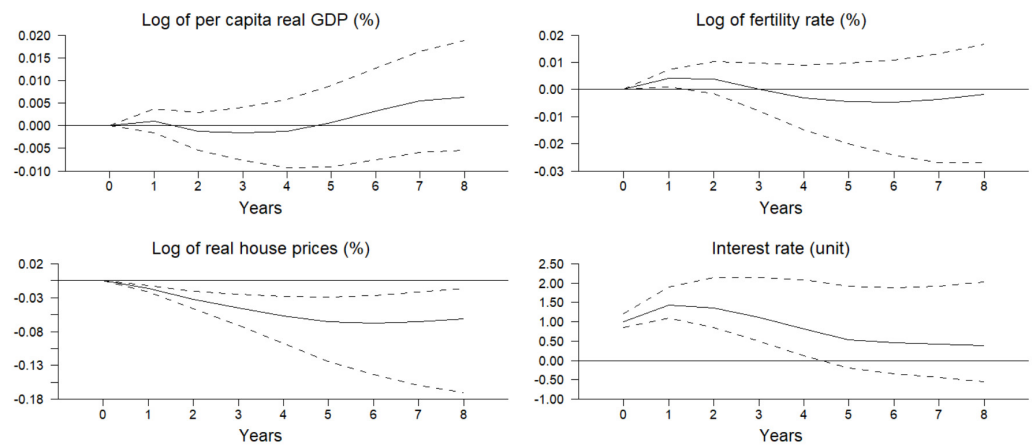 Log of per capita real GDP (%)
0.020
0.015
0.010
0.005
0.000
-0.005
-0.010
0 1 2 3 4 5 6 7 8
Years
Log of fertility rate (%)
0.02
0.01
0.00
-0.01
-0.02
-0.03
0 1 2 3 4 5 6 7 8
Years
Log of real house prices (%)
0.02
-0.03
-0.08
-0.13
-0.18
0 1 2 3 4 5 6 7 8
Years
Interest rate (unit)
2.50
2.00
1.50
1.00
0.50
0.00
-0.50
-1.00
0 1 2 3 4 5 6 7 8
Years